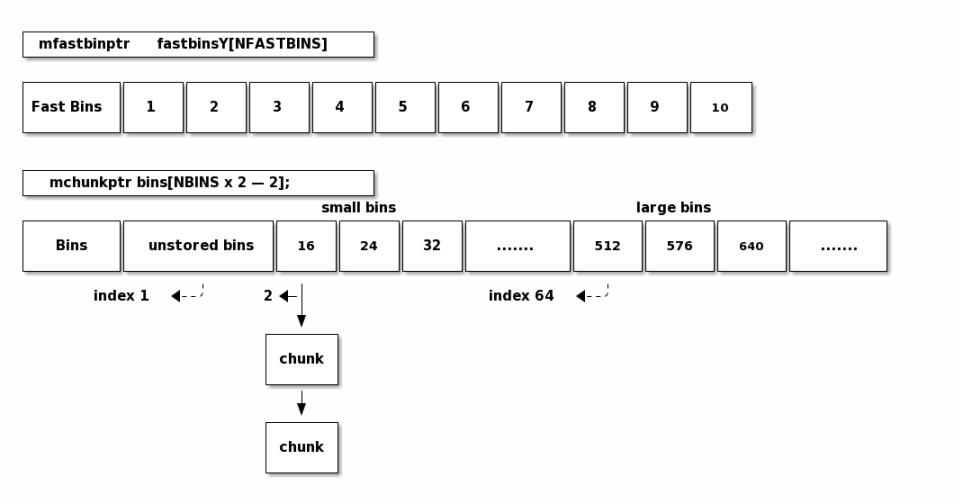 mfastbinptr fastbinsY[NFASTBINS]
Fast Bins 1 2 3 4 5 6 7 8 9 10
mchunkptr bins[NBINS x 2 — 2];
small bins large bins
Bins unstored bins 16 24 32 ....... 512 576 640 .......
index 1 2 index 64
chunk
chunk